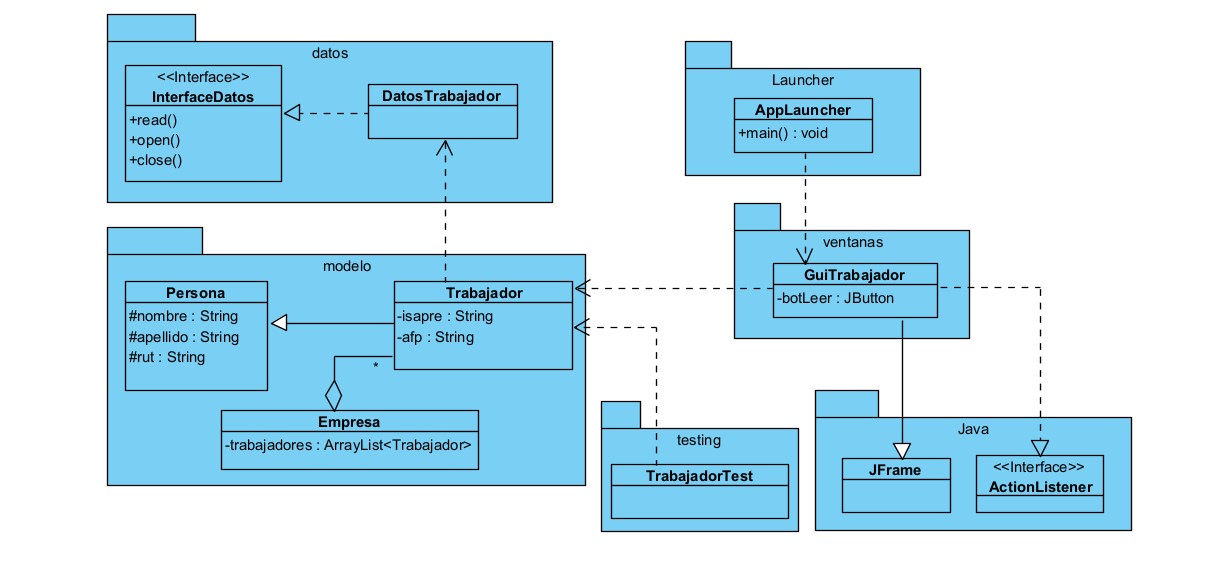 datos
<<Interface>>
InterfaceDatos
+read()
+open()
+close()
DatosTrabajador
Launcher
AppLauncher
+main() : void
ventanas
GuiTrabajador
-botLeer : JButton
modelo
Persona
#nombre : String
#apellido : String
#rut : String
Trabajador
-isapre : String
-afp : String
*
Empresa
-trabajadores : ArrayList<Trabajador>
testing
TrabajadorTest
Java
JFrame
<<Interface>>
ActionListener